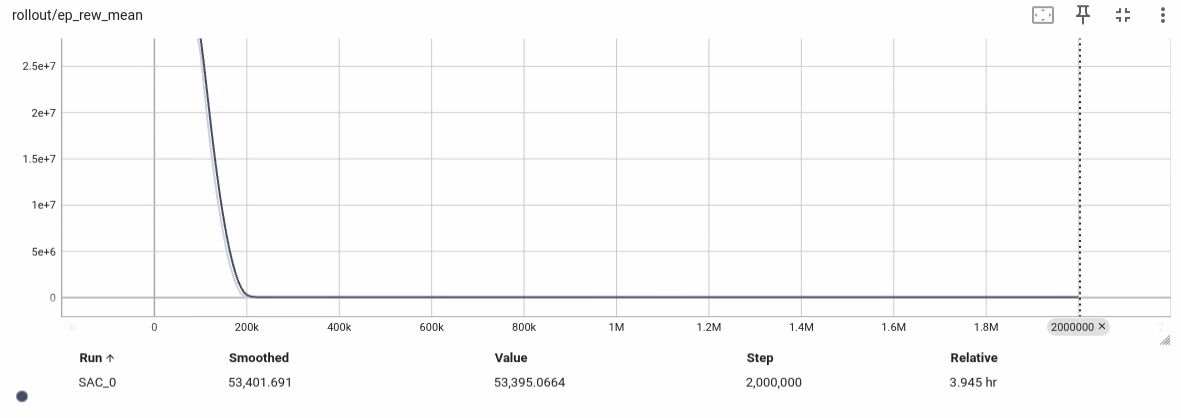 rollout/ep_rew_mean
2.5e+7
2e+7
1.5e+7
1e+7
5e+6
0
0 200k 400k 600k 800k 1M 1.2M 1.4M 1.6M 1.8M 2000000 ✕
Run ↑ Smoothed Value Step Relative
SAC_0 53,401.691 53,395.0664 2,000,000 3.945 hr